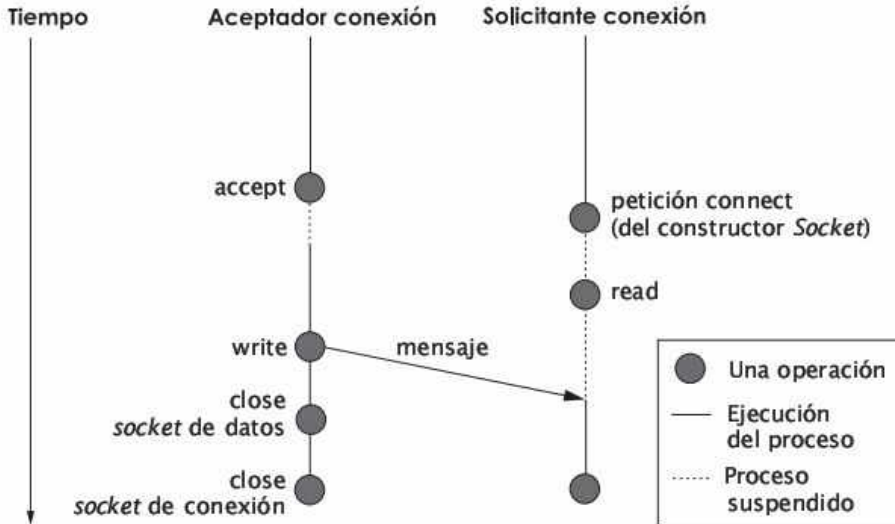 Tiempo
Aceptador conexión
Solicitante conexión
accept
petición connect
(del constructor Socket)
read
write
mensaje
close
socket de datos
close
socket de conexión
Una operación
Ejecución
del proceso
Proceso
suspendido